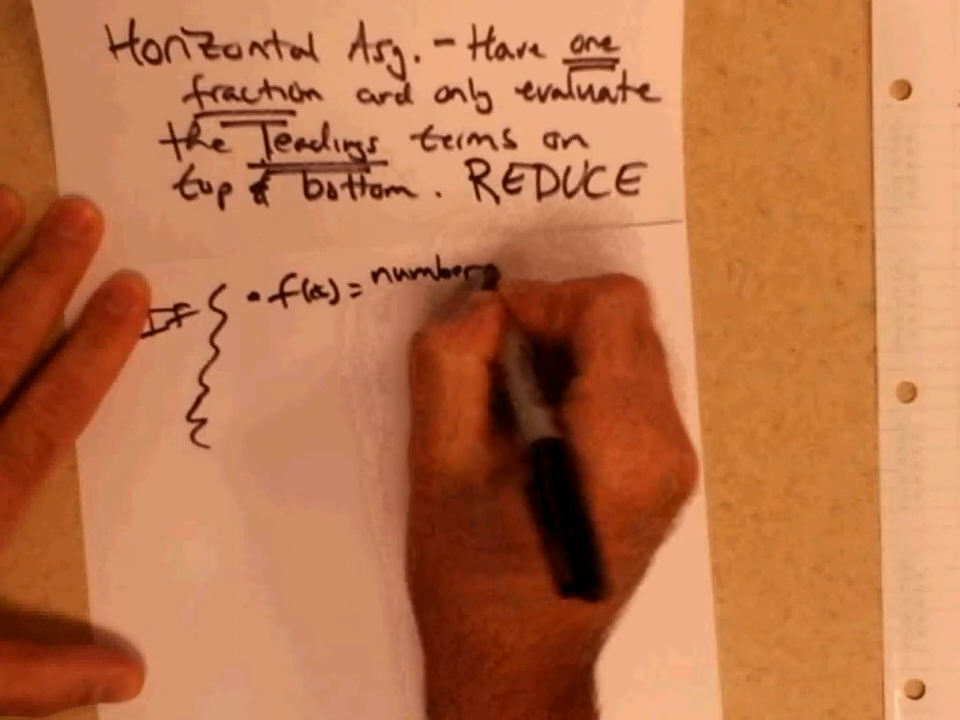 Horizontal Asy. - Have one
fraction and only evaluate
the Leadings terms on
top & bottom. REDUCE
IF { • f(x) = number